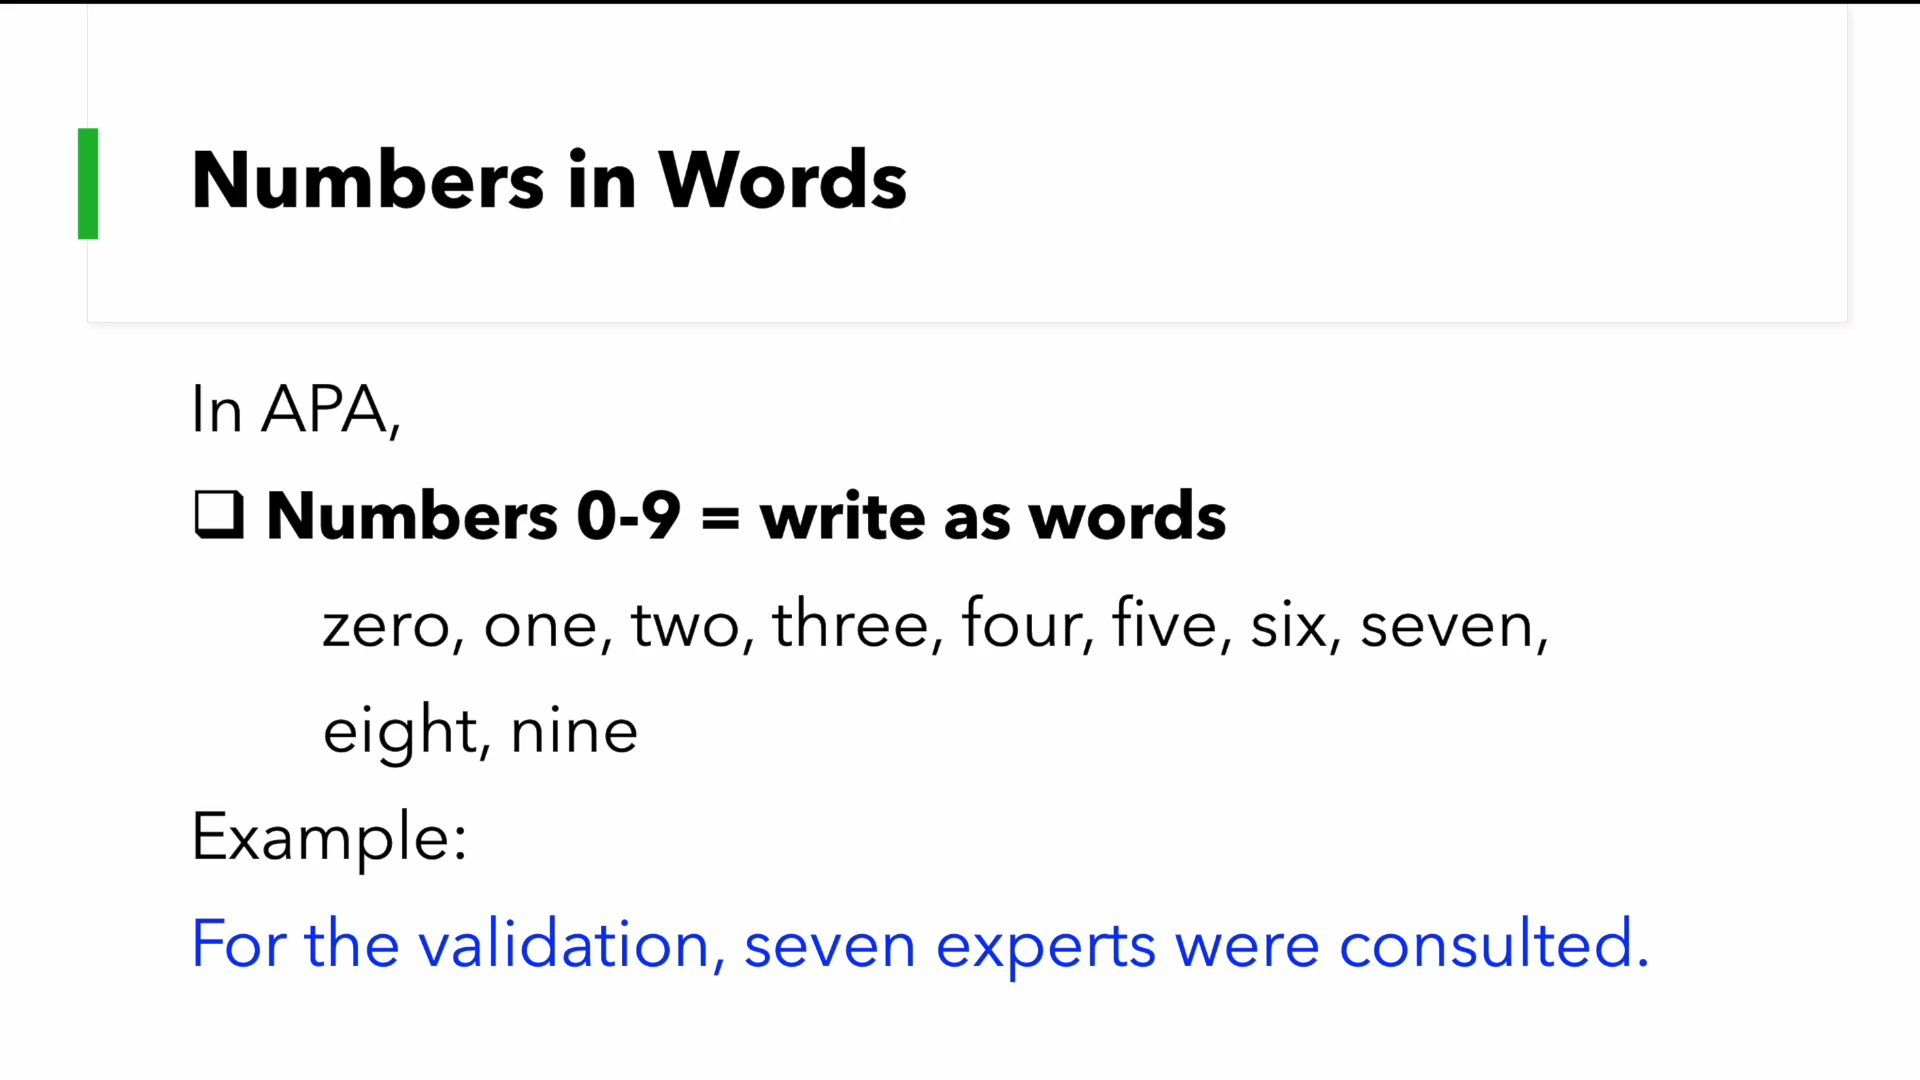 Numbers in Words
In APA,
❑ Numbers 0-9 = write as words
zero, one, two, three, four, five, six, seven,
eight, nine
Example:
For the validation, seven experts were consulted.